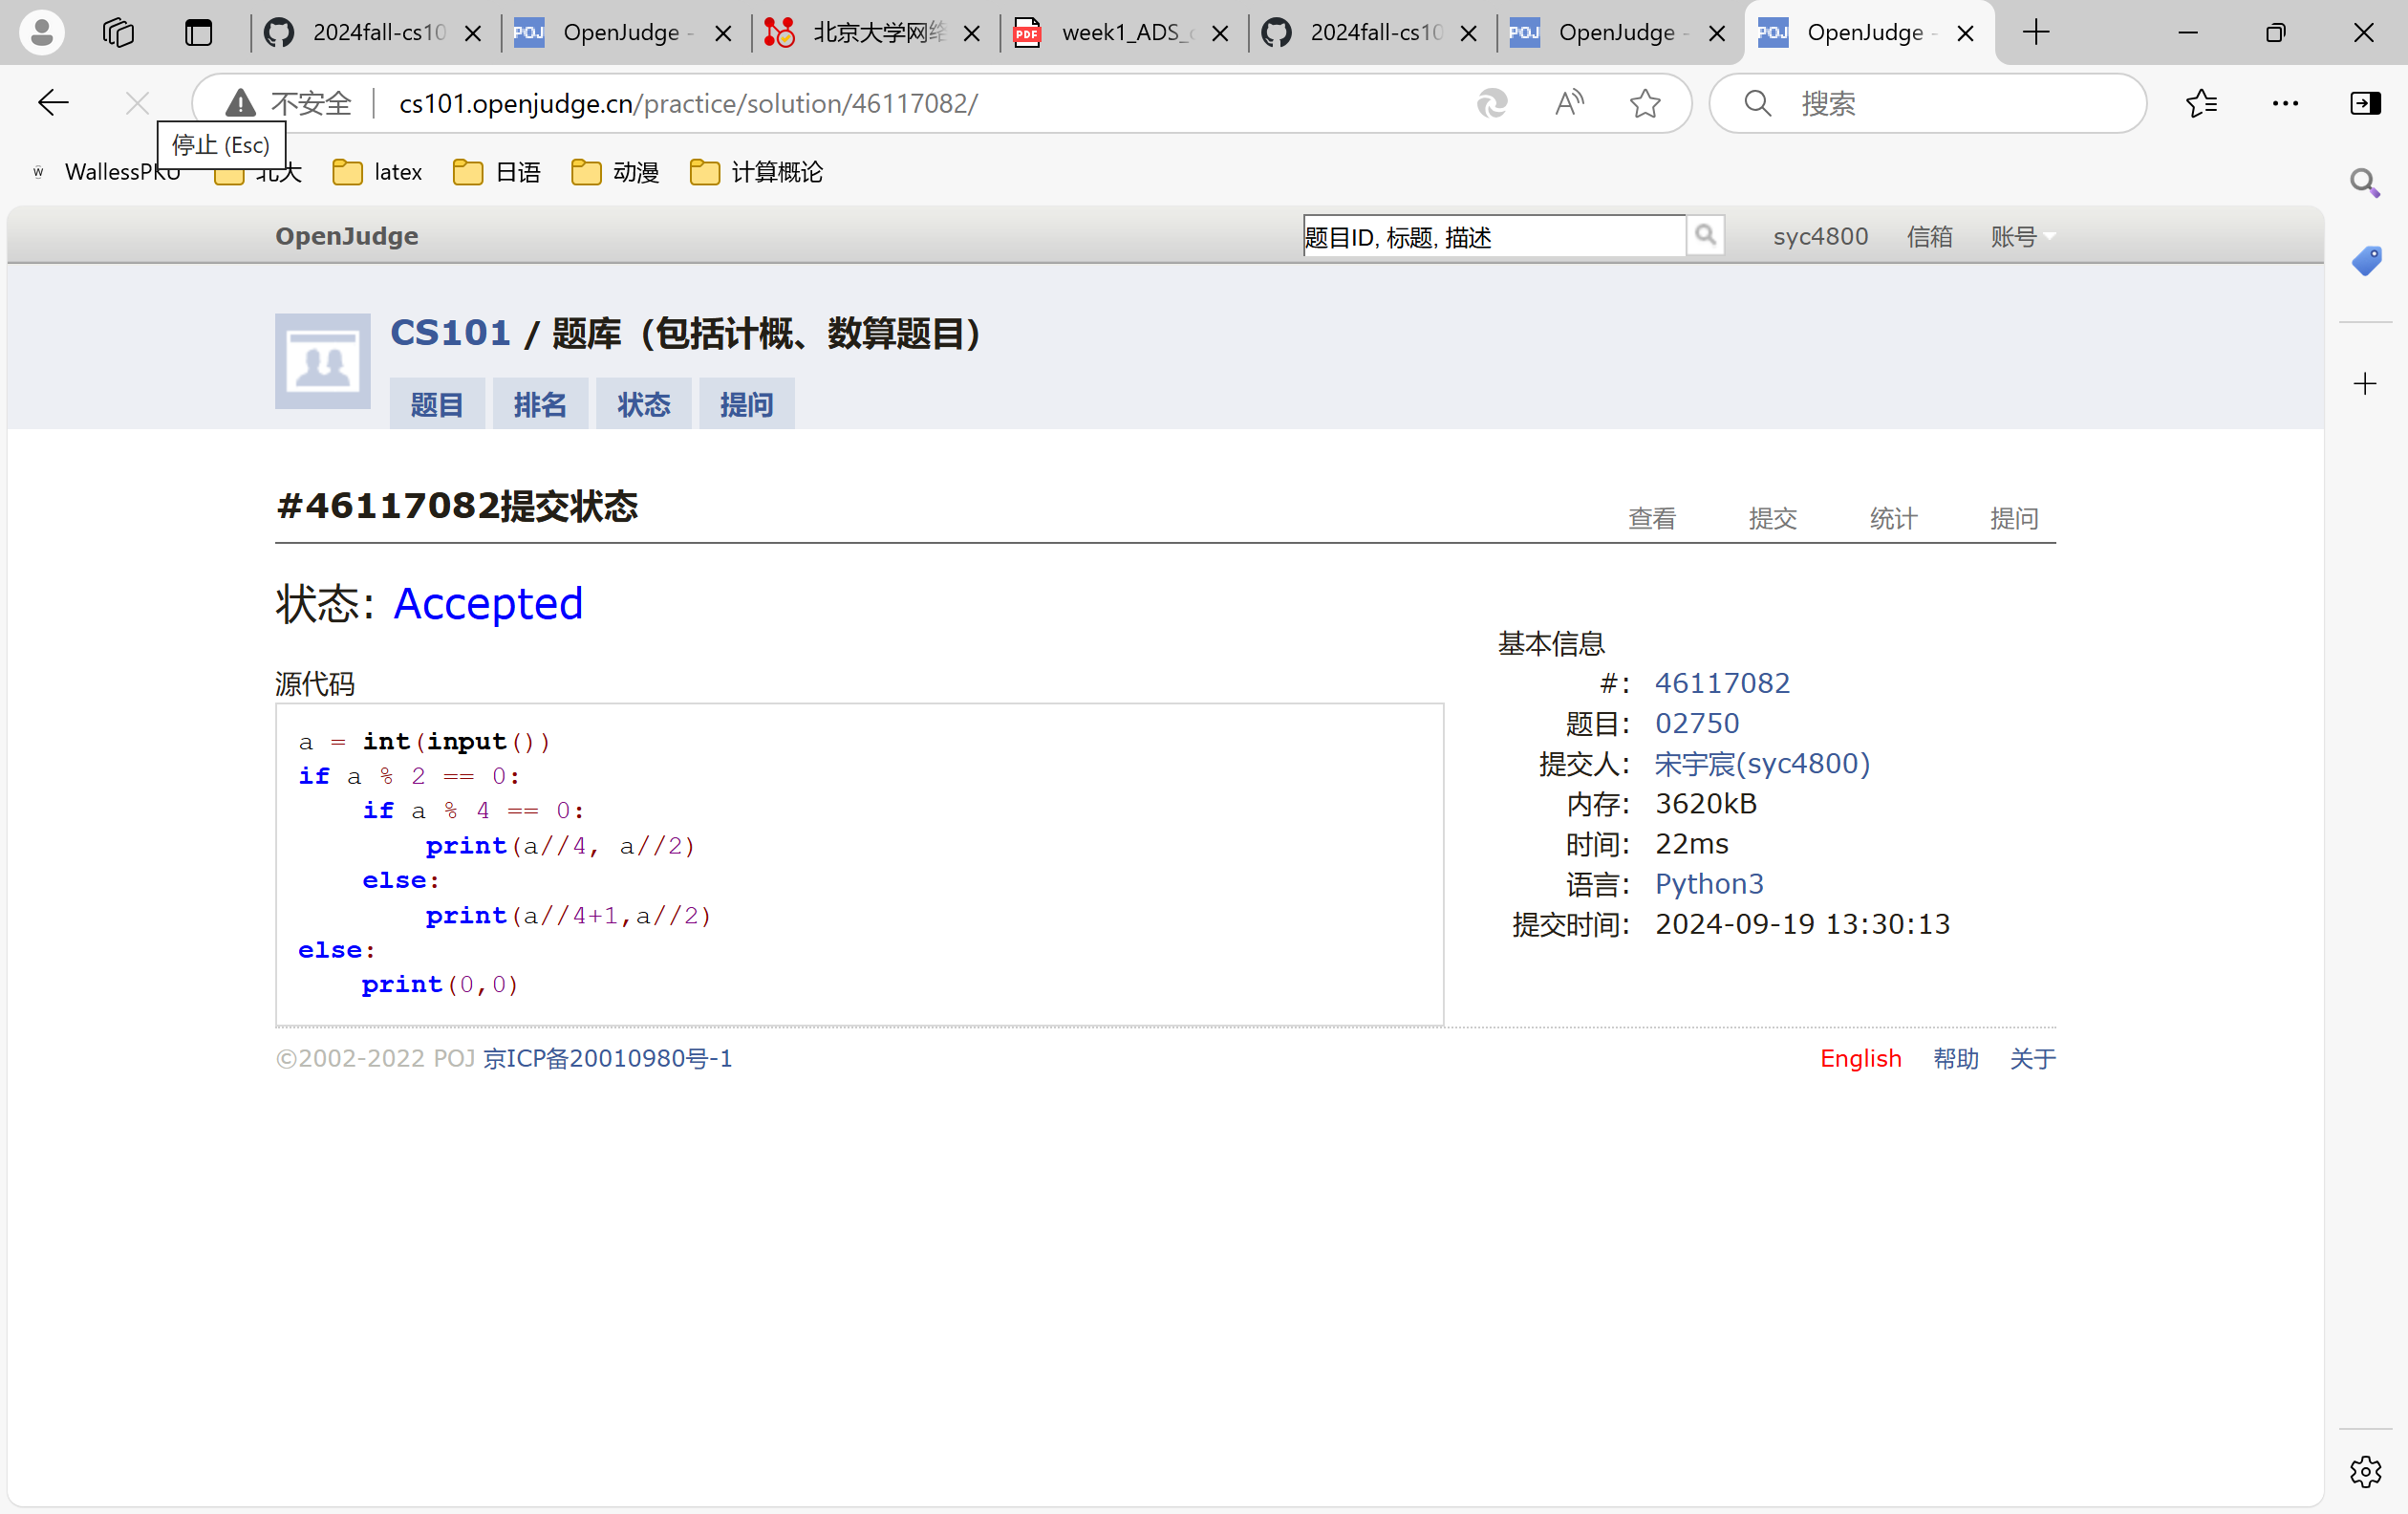 2024fall-cs10
OpenJudge -
北京大学网络
week1_ADS_c
2024fall-cs10
OpenJudge -
OpenJudge -
不安全
cs101.openjudge.cn/practice/solution/46117082/
搜索
停止 (Esc)
WallessPKU
北大
latex
日语
动漫
计算概论
OpenJudge
题目ID, 标题, 描述
syc4800
信箱
账号
CS101 / 题库（包括计概、数算题目）
题目
排名
状态
提问
#46117082提交状态
查看
提交
统计
提问
状态: Accepted
源代码
a = int(input())
if a % 2 == 0:
    if a % 4 == 0:
        print(a//4, a//2)
    else:
        print(a//4+1,a//2)
else:
    print(0,0)
基本信息
#: 46117082
题目: 02750
提交人: 宋宇宸(syc4800)
内存: 3620kB
时间: 22ms
语言: Python3
提交时间: 2024-09-19 13:30:13
©2002-2022 POJ 京ICP备20010980号-1
English
帮助
关于